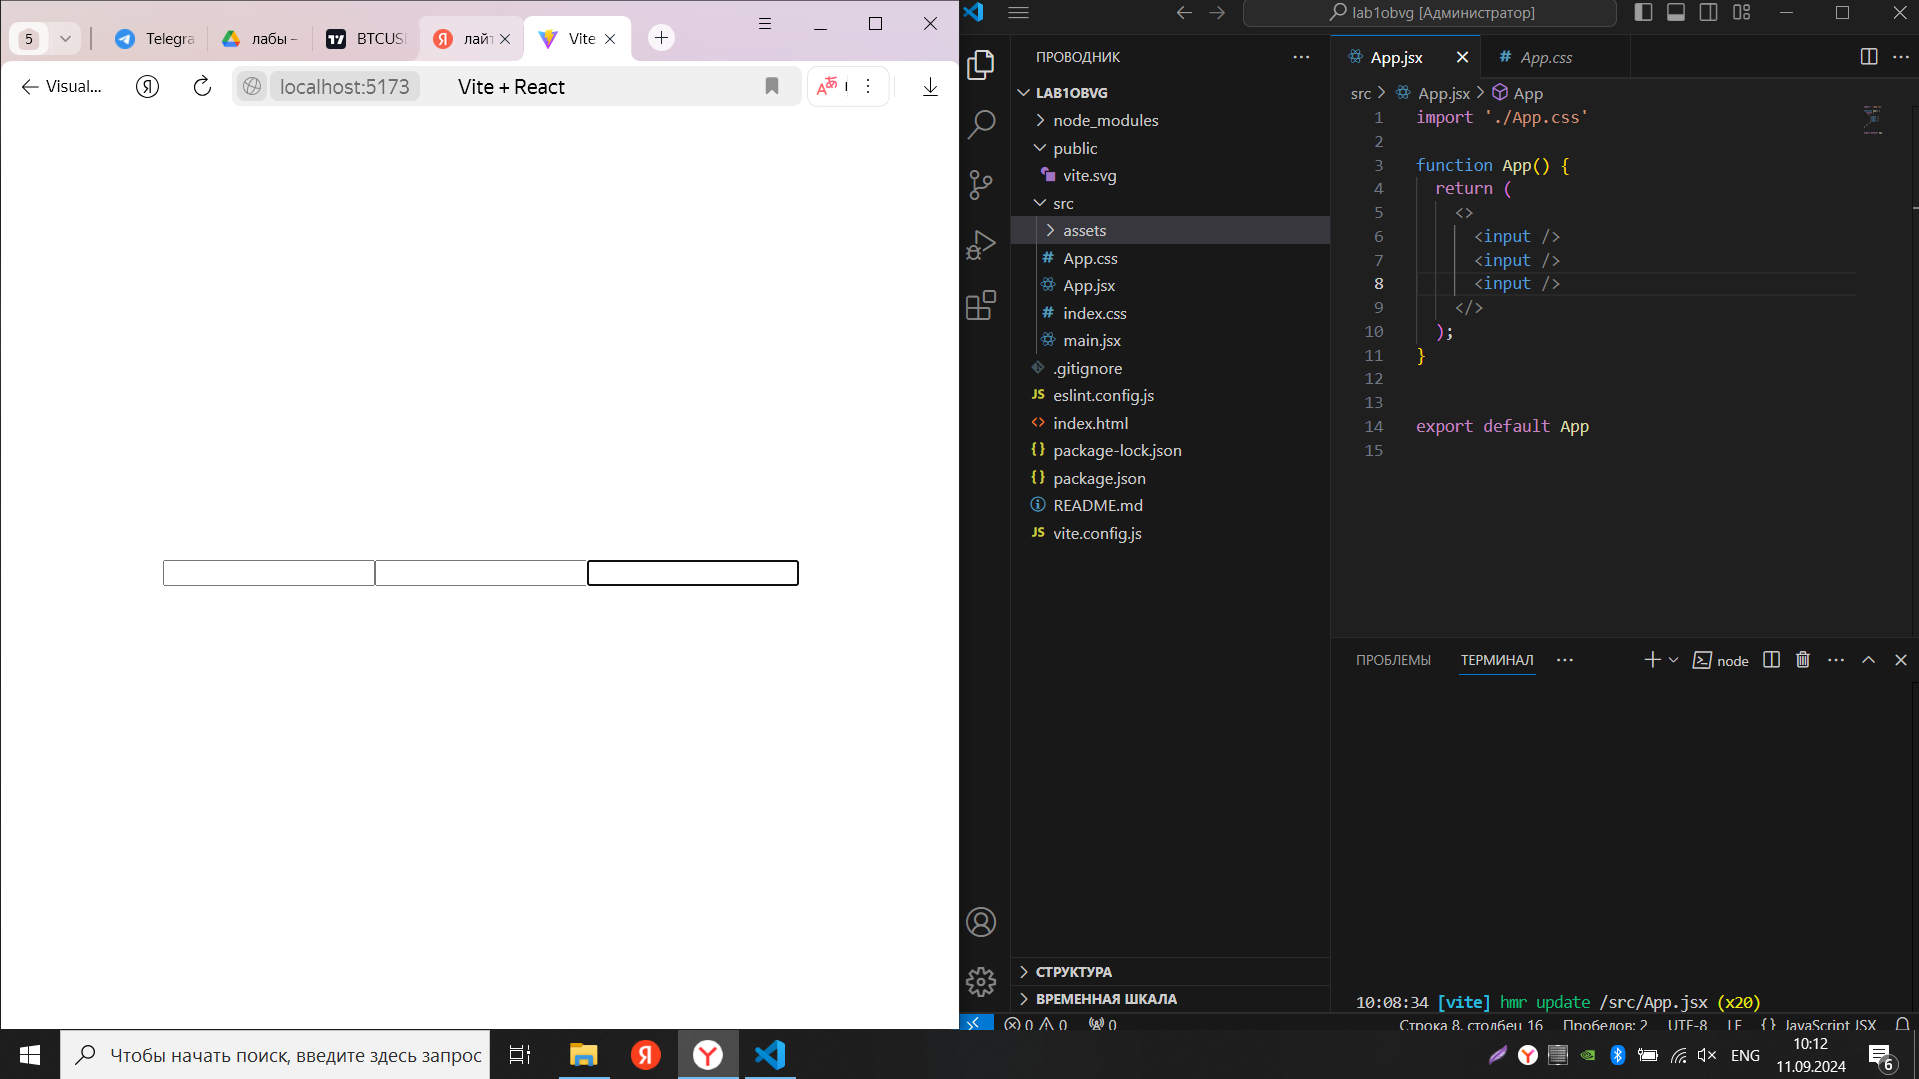 5
Telegra
лабы –
BTCUS
лайт
Vite
Visual...
localhost:5173
Vite + React
lab1obvg [Администратор]
ПРОВОДНИК
LAB1OBVG
node_modules
public
vite.svg
src
assets
# App.css
App.jsx
# index.css
main.jsx
.gitignore
JS eslint.config.js
<> index.html
{} package-lock.json
{} package.json
README.md
JS vite.config.js
СТРУКТУРА
ВРЕМЕННАЯ ШКАЛА
App.jsx
# App.css
src > App.jsx > App
1 import './App.css'
2
3 function App() {
4 return (
5 <>
6 <input />
7 <input />
8 <input />
9 </>
10 );
11 }
12
13
14 export default App
15
ПРОБЛЕМЫ
ТЕРМИНАЛ
node
10:08:34 [vite] hmr update /src/App.jsx (x20)
0 0 0
Строка 8, столбец 16
Пробелов: 2
UTF-8
LF
{} JavaScript JSX
Чтобы начать поиск, введите здесь запрос
ENG
10:12
11.09.2024
6